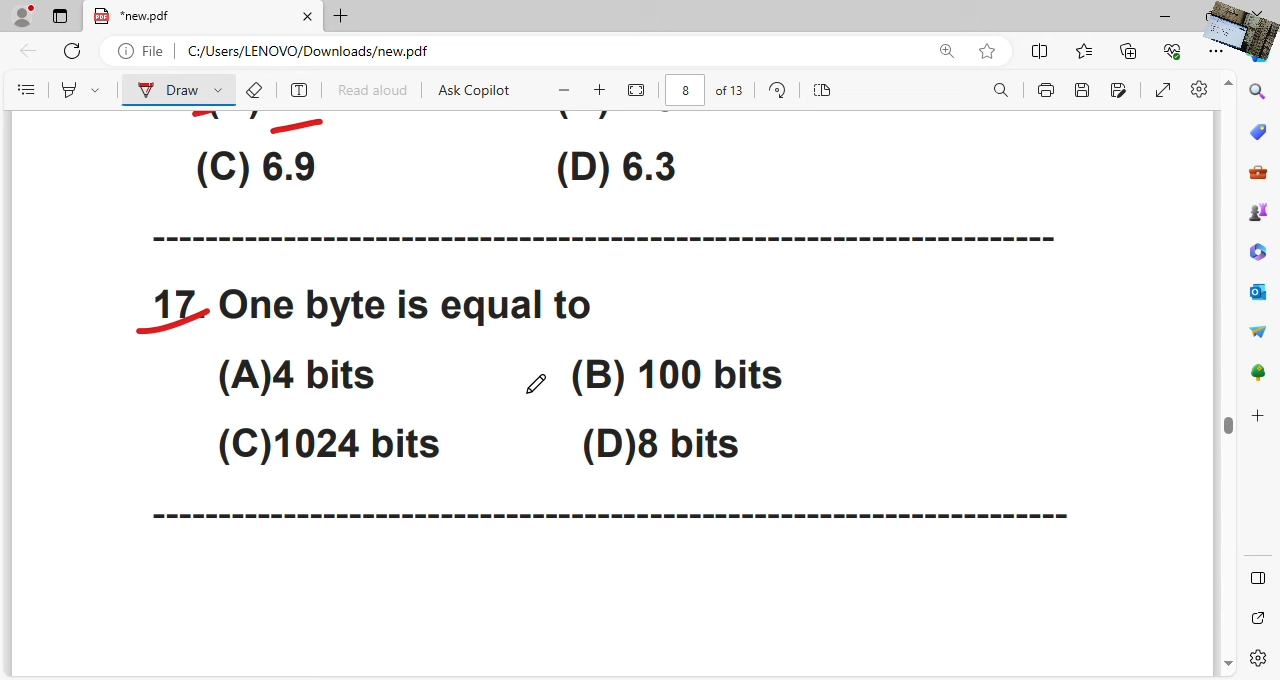 *new.pdf
File
C:/Users/LENOVO/Downloads/new.pdf
Draw
Read aloud
Ask Copilot
8
of 13
(C) 6.9
(D) 6.3
--------------------------------------------------------------------
17. One byte is equal to
(A)4 bits
(B) 100 bits
(C)1024 bits
(D)8 bits
---------------------------------------------------------------------